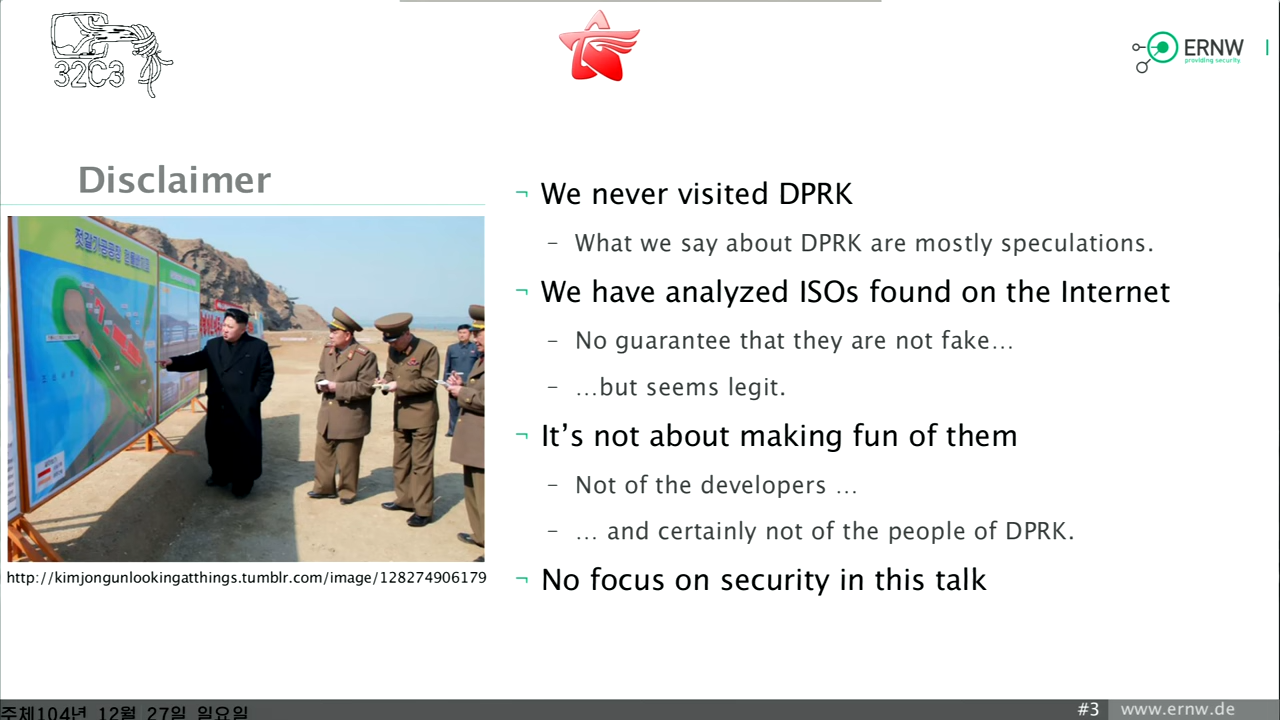 32C3
ERNW
providing security.
Disclaimer
¬ We never visited DPRK
– What we say about DPRK are mostly speculations.
¬ We have analyzed ISOs found on the Internet
– No guarantee that they are not fake…
– …but seems legit.
¬ It’s not about making fun of them
– Not of the developers …
– … and certainly not of the people of DPRK.
¬ No focus on security in this talk
http://kimjongunlookingatthings.tumblr.com/image/128274906179
주체104년 12월 27일 일요일
#3
www.ernw.de